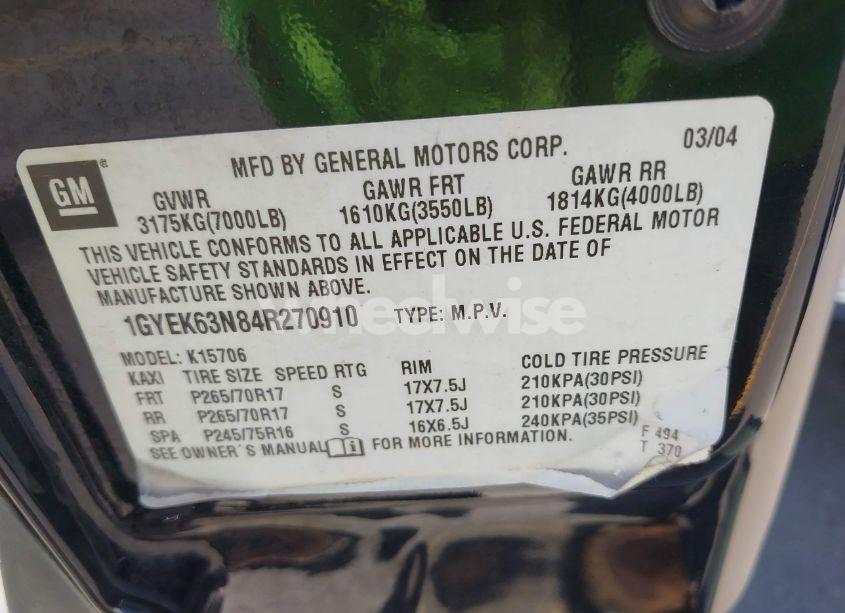 GM
MFD BY GENERAL MOTORS CORP. 03/04
GVWR GAWR FRT GAWR RR
3175KG(7000LB) 1610KG(3550LB) 1814KG(4000LB)
THIS VEHICLE CONFORMS TO ALL APPLICABLE U.S. FEDERAL MOTOR
VEHICLE SAFETY STANDARDS IN EFFECT ON THE DATE OF
MANUFACTURE SHOWN ABOVE.
wheelwise
1GYEK63N84R270910 TYPE: M.P.V.
MODEL: K15706
KAXI TIRE SIZE SPEED RTG RIM COLD TIRE PRESSURE
FRT P265/70R17 S 17X7.5J 210KPA(30PSI)
RR P265/70R17 S 17X7.5J 210KPA(30PSI)
SPA P245/75R16 S 16X6.5J 240KPA(35PSI)
SEE OWNER'S MANUAL i FOR MORE INFORMATION.
F 494
T 370